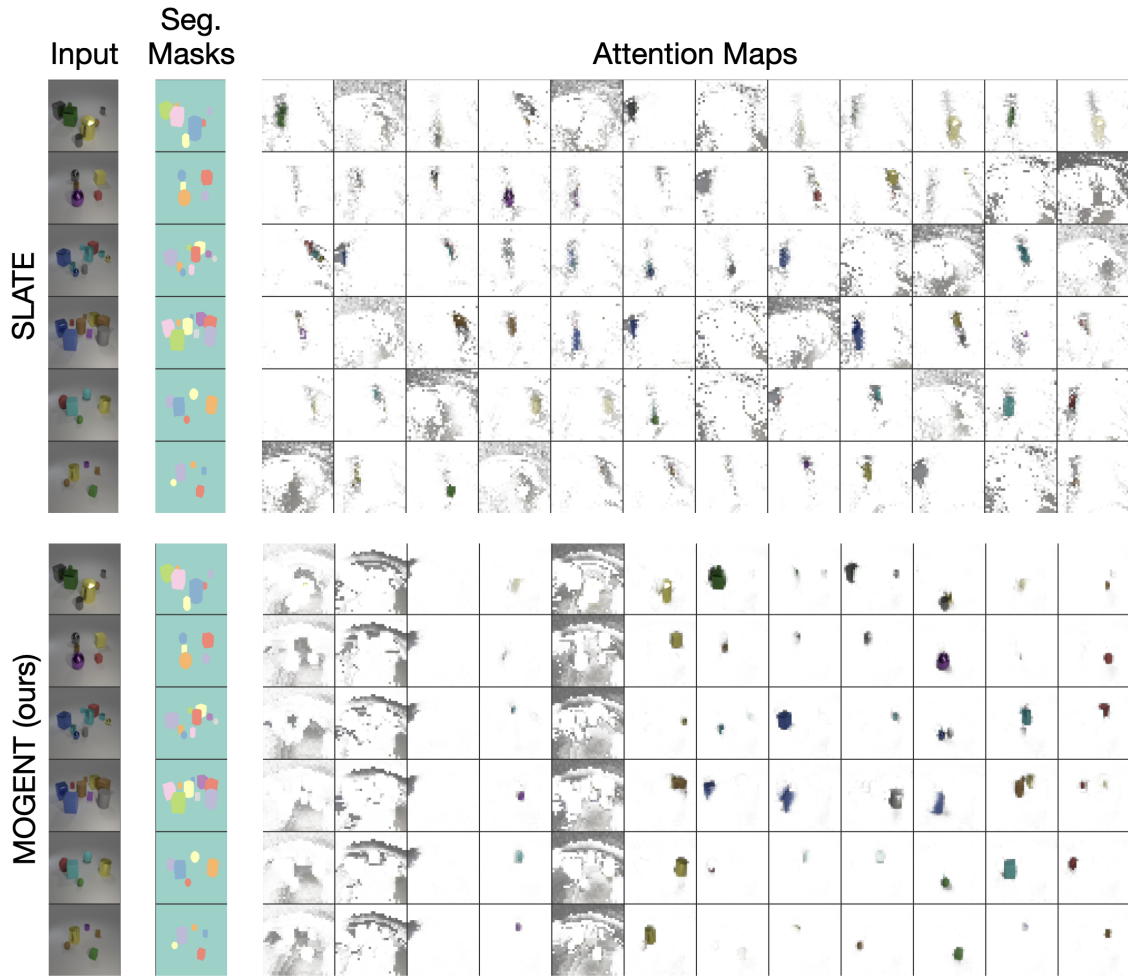 Input
Seg.
Masks
Attention Maps
SLATE
MOGENT (ours)